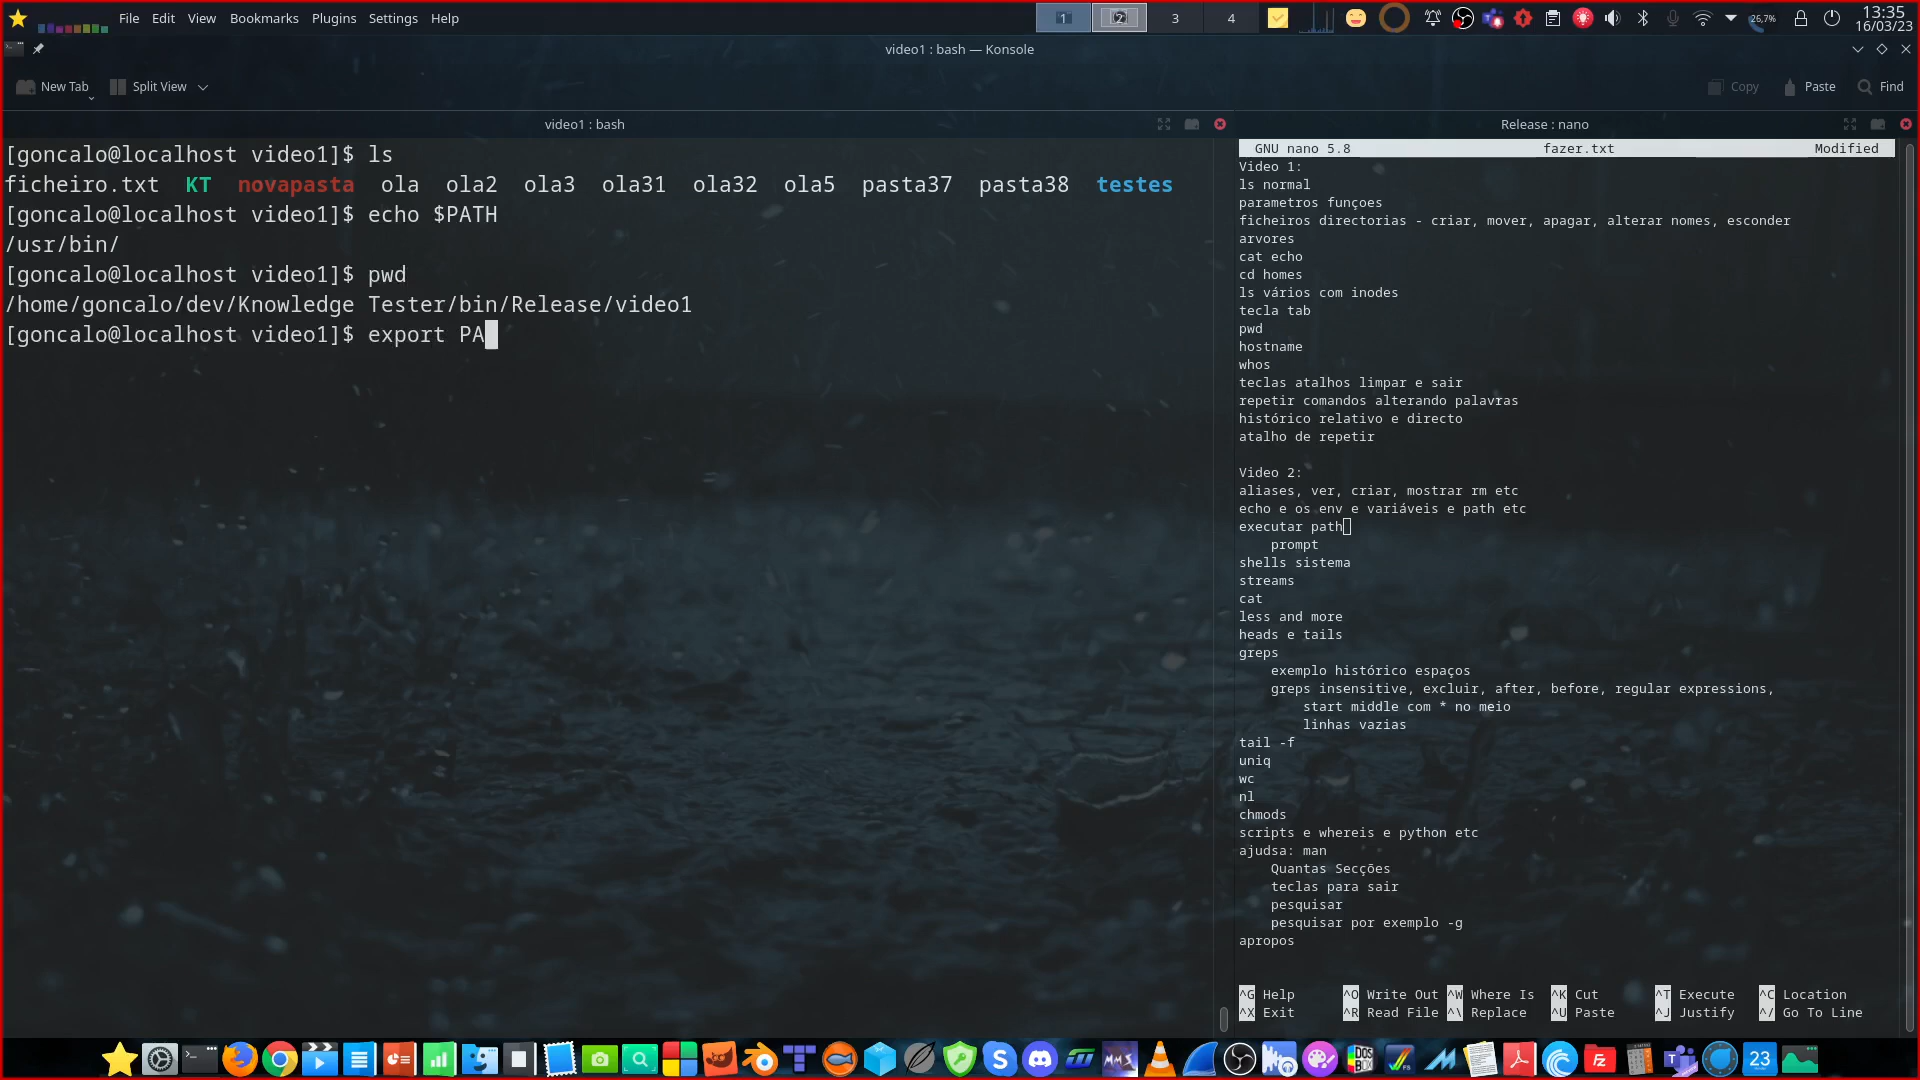 File Edit View Bookmarks Plugins Settings Help
1 2 3 4
26,7%
13:35
16/03/23
video1 : bash — Konsole
New Tab Split View Copy Paste Find
video1 : bash
[goncalo@localhost video1]$ ls
ficheiro.txt KT novapasta ola ola2 ola3 ola31 ola32 ola5 pasta37 pasta38 testes
[goncalo@localhost video1]$ echo $PATH
/usr/bin/
[goncalo@localhost video1]$ pwd
/home/goncalo/dev/Knowledge Tester/bin/Release/video1
[goncalo@localhost video1]$ export PA
Release : nano
GNU nano 5.8 fazer.txt Modified
Video 1:
ls normal
parametros funçoes
ficheiros directorias - criar, mover, apagar, alterar nomes, esconder
arvores
cat echo
cd homes
ls vários com inodes
tecla tab
pwd
hostname
whos
teclas atalhos limpar e sair
repetir comandos alterando palavras
histórico relativo e directo
atalho de repetir
Video 2:
aliases, ver, criar, mostrar rm etc
echo e os env e variáveis e path etc
executar path
prompt
shells sistema
streams
cat
less and more
heads e tails
greps
exemplo histórico espaços
greps insensitive, excluir, after, before, regular expressions,
start middle com * no meio
linhas vazias
tail -f
uniq
wc
nl
chmods
scripts e whereis e python etc
ajudsa: man
Quantas Secções
teclas para sair
pesquisar
pesquisar por exemplo -g
apropos
^G Help ^O Write Out ^W Where Is ^K Cut ^T Execute ^C Location
^X Exit ^R Read File ^\ Replace ^U Paste ^J Justify ^/ Go To Line
23